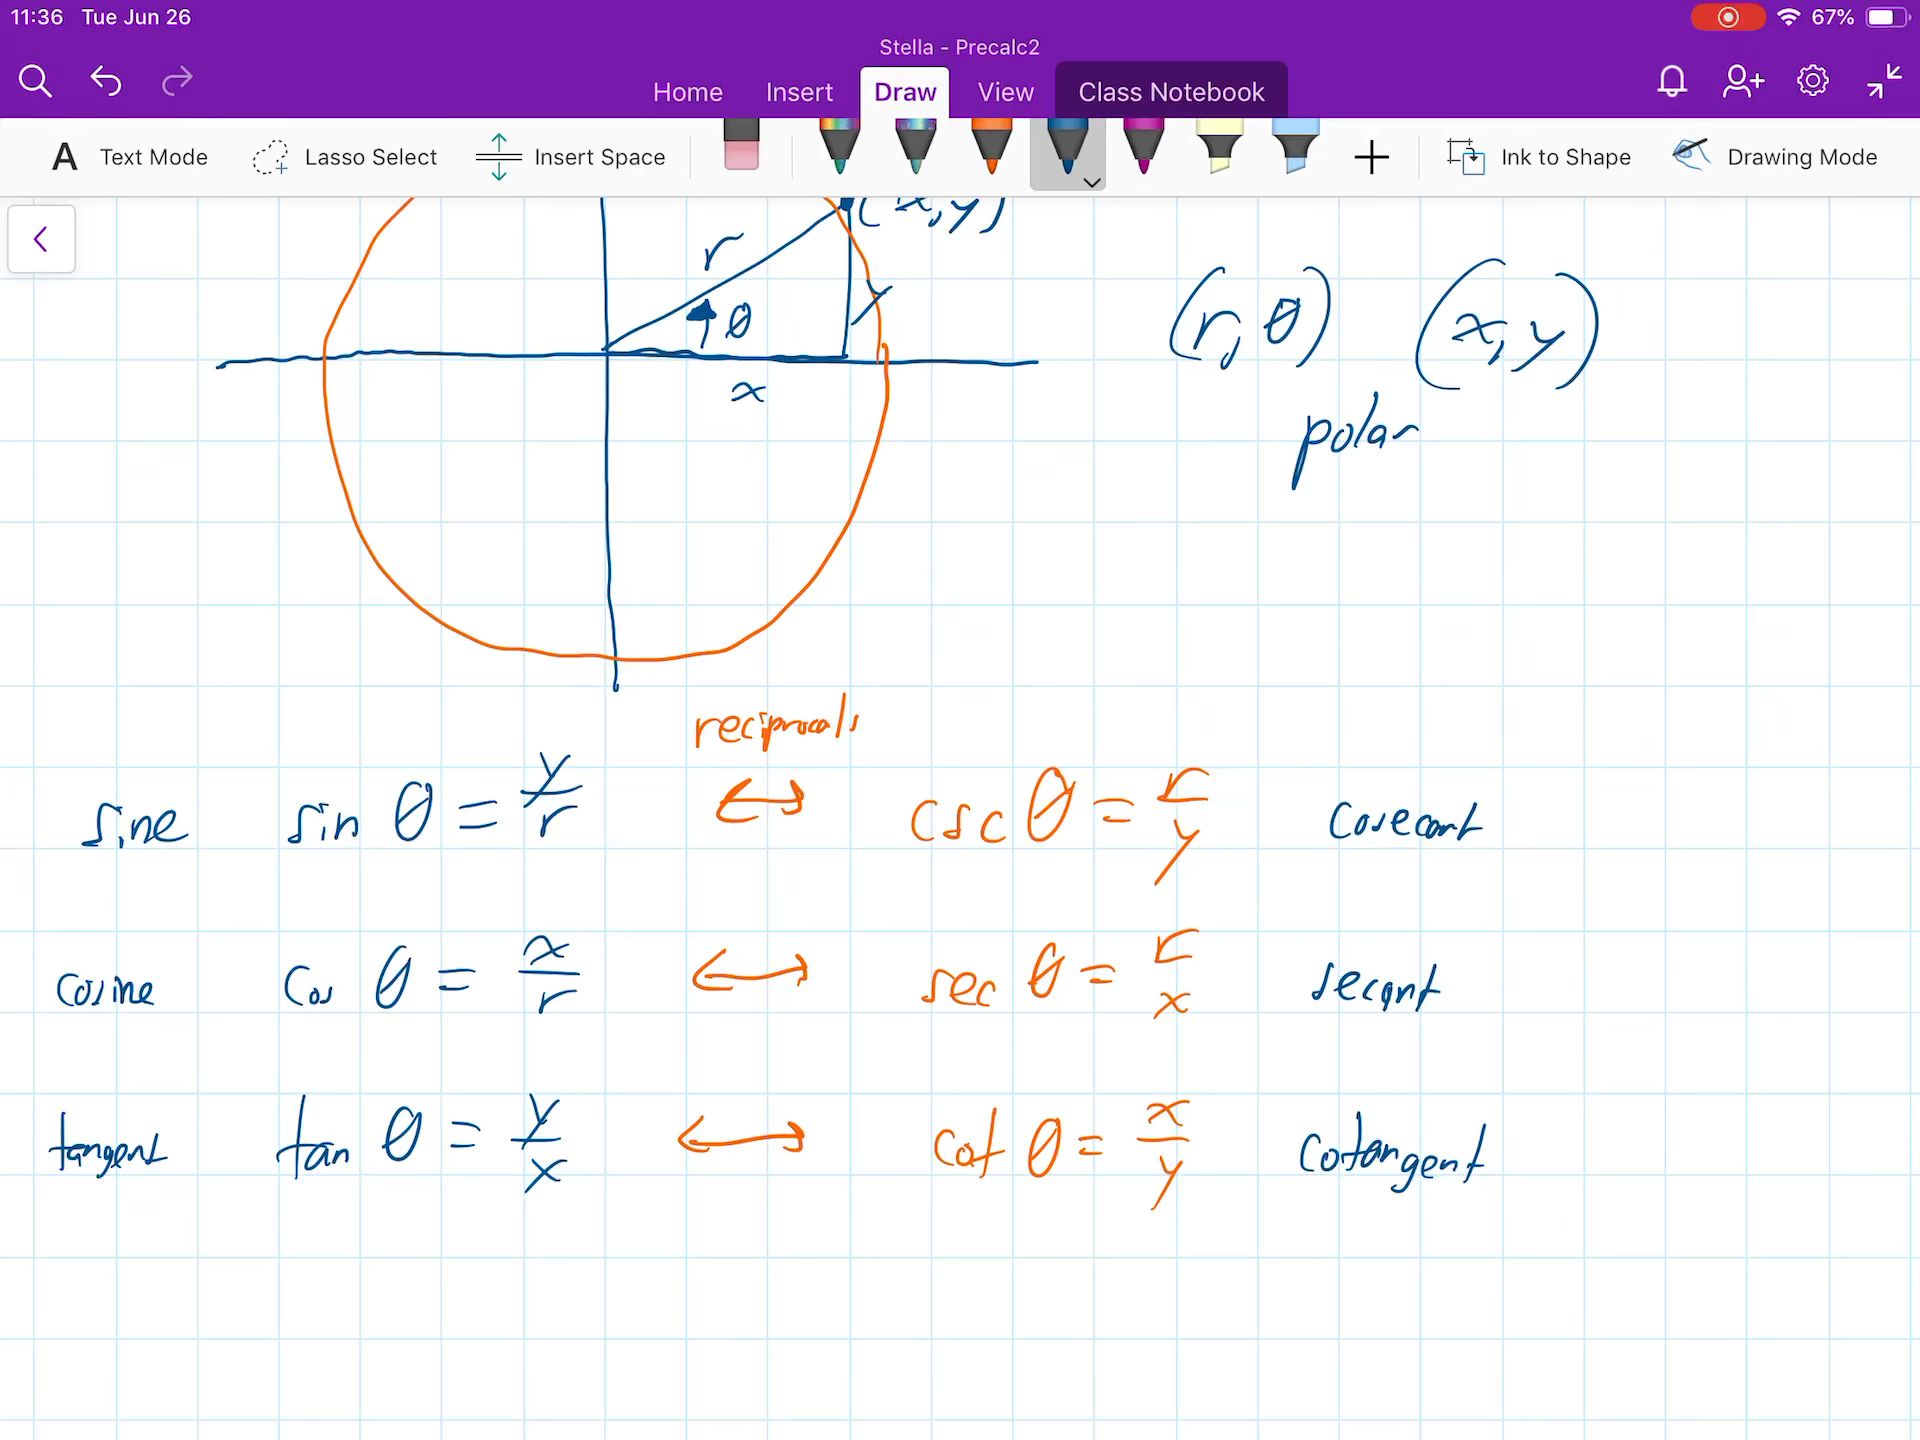 11:36 Tue Jun 26
67%
Stella - Precalc2
Home Insert Draw View Class Notebook
A Text Mode Lasso Select Insert Space Ink to Shape Drawing Mode
(x,y)
r
θ
y
x
(r, θ) (x, y)
polar
reciprocals
sine sin θ = y/r ↔ csc θ = r/y cosecant
cosine cos θ = x/r ↔ sec θ = r/x secant
tangent tan θ = y/x ↔ cot θ = x/y cotangent